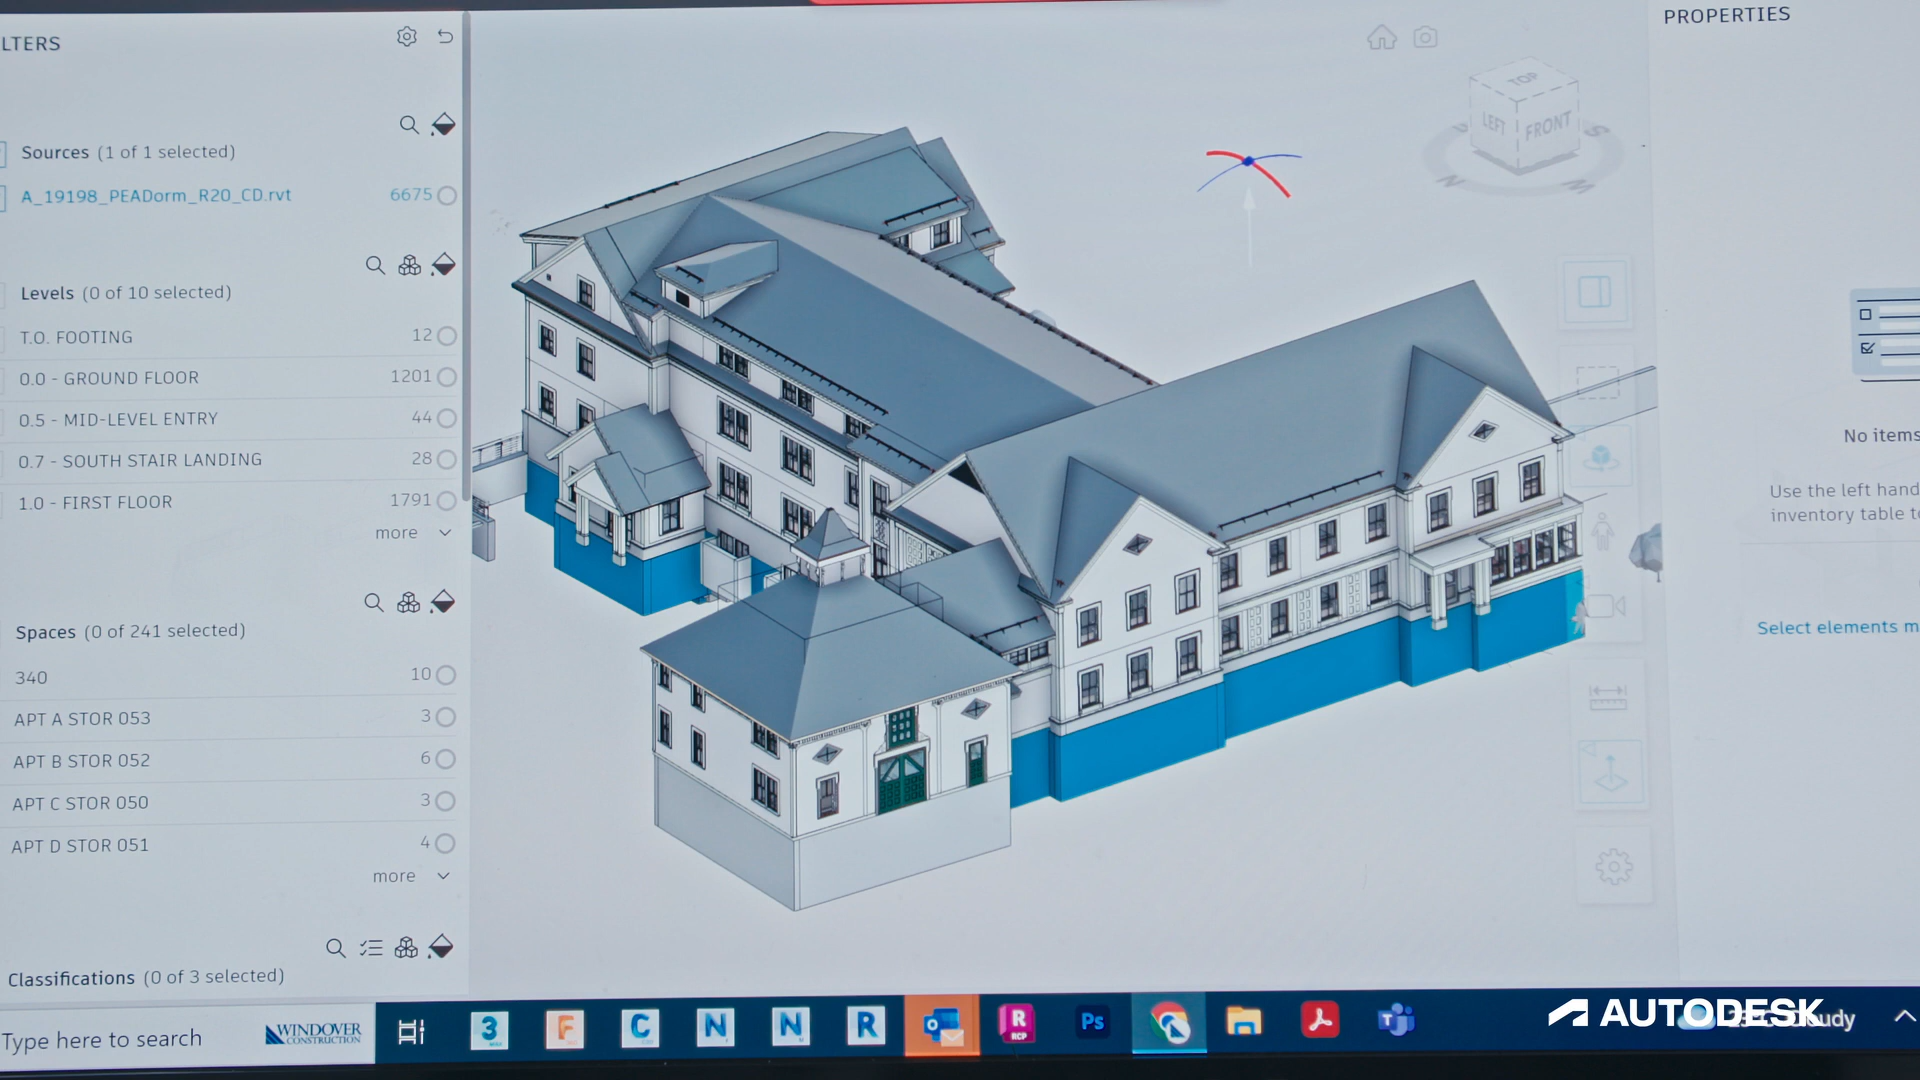 LTERS
Sources (1 of 1 selected)
A_19198_PEADorm_R20_CD.rvt 6675
Levels (0 of 10 selected)
T.O. FOOTING 12
0.0 - GROUND FLOOR 1201
0.5 - MID-LEVEL ENTRY 44
0.7 - SOUTH STAIR LANDING 28
1.0 - FIRST FLOOR 1791
more
Spaces (0 of 241 selected)
340 10
APT A STOR 053 3
APT B STOR 052 6
APT C STOR 050 3
APT D STOR 051 4
more
Classifications (0 of 3 selected)
TOP
LEFT FRONT
S
N
PROPERTIES
No items
Use the left hand
inventory table t
Select elements m
Type here to search
WINDOVER
CONSTRUCTION
3
F
C
N
N
R
R
RCP
Ps
AUTODESK